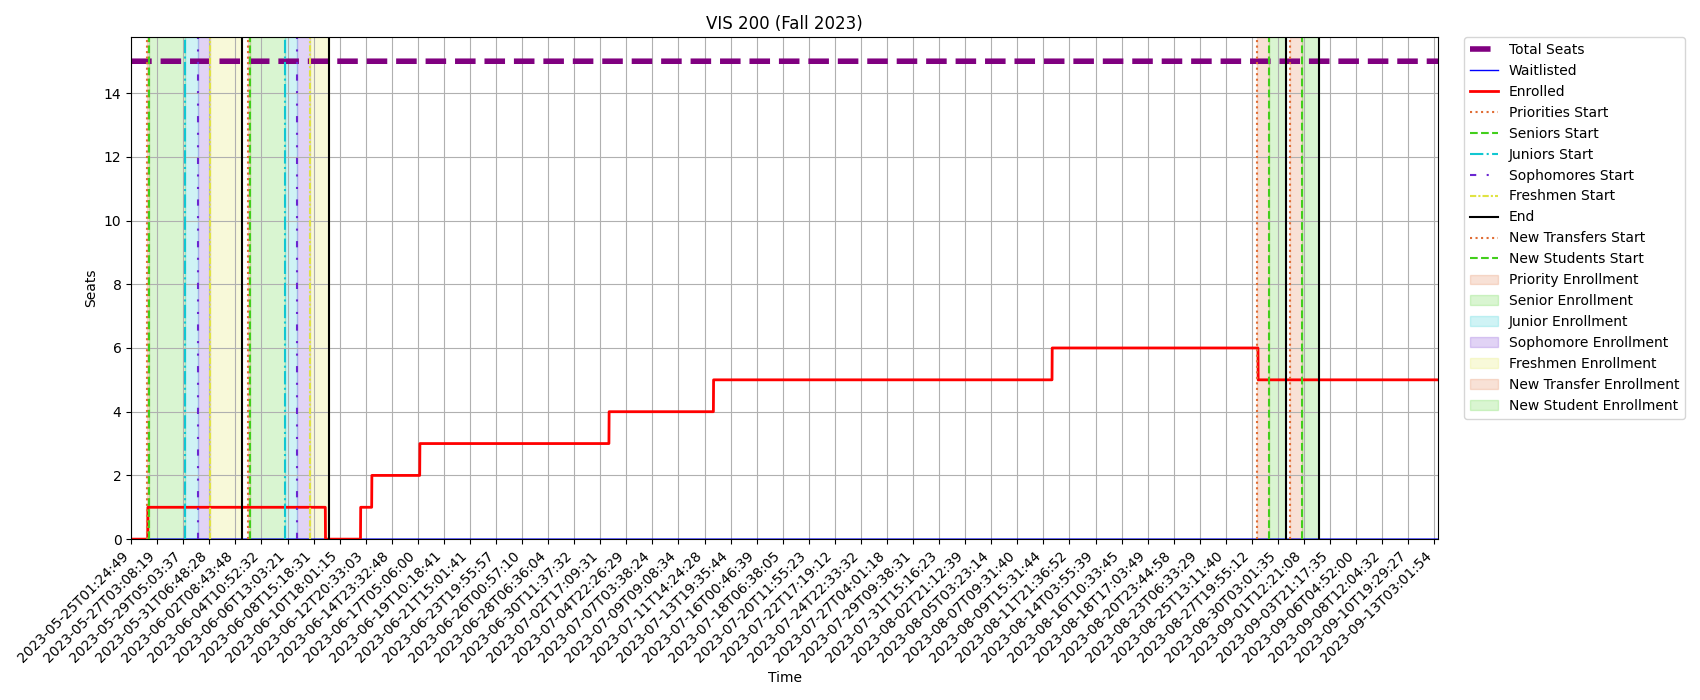 VIS 200 (Fall 2023)
Seats
14
12
10
8
6
4
2
0
2023-05-25T01:24:49
2023-05-27T03:08:19
2023-05-29T05:03:37
2023-05-31T06:48:28
2023-06-02T08:43:48
2023-06-04T10:52:32
2023-06-06T13:03:21
2023-06-08T15:18:31
2023-06-10T18:01:15
2023-06-12T20:33:03
2023-06-14T23:32:48
2023-06-17T05:06:00
2023-06-19T10:18:41
2023-06-21T15:01:41
2023-06-23T19:55:57
2023-06-26T00:57:10
2023-06-28T06:36:04
2023-06-30T11:37:32
2023-07-02T17:09:31
2023-07-04T22:26:29
2023-07-07T03:38:24
2023-07-09T09:08:34
2023-07-11T14:24:28
2023-07-13T19:35:44
2023-07-16T00:46:39
2023-07-18T06:38:05
2023-07-20T11:55:23
2023-07-22T17:19:12
2023-07-24T22:33:32
2023-07-27T04:01:18
2023-07-29T09:38:31
2023-07-31T15:16:23
2023-08-02T21:12:39
2023-08-05T03:23:14
2023-08-07T09:31:40
2023-08-09T15:31:44
2023-08-11T21:36:52
2023-08-14T03:55:39
2023-08-16T10:33:45
2023-08-18T17:03:49
2023-08-20T23:44:58
2023-08-23T06:33:29
2023-08-25T13:11:40
2023-08-27T19:55:12
2023-08-30T03:01:35
2023-09-01T12:21:08
2023-09-03T21:17:35
2023-09-06T04:52:00
2023-09-08T12:04:32
2023-09-10T19:29:27
2023-09-13T03:01:54
Time
Total Seats
Waitlisted
Enrolled
Priorities Start
Seniors Start
Juniors Start
Sophomores Start
Freshmen Start
End
New Transfers Start
New Students Start
Priority Enrollment
Senior Enrollment
Junior Enrollment
Sophomore Enrollment
Freshmen Enrollment
New Transfer Enrollment
New Student Enrollment